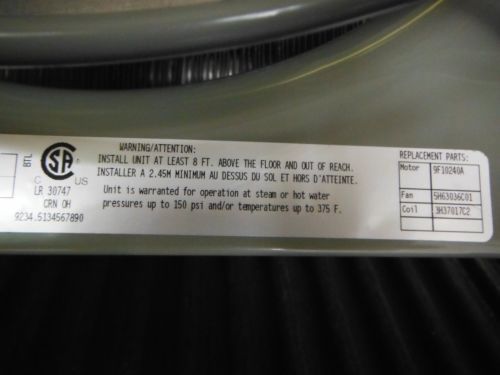 BTL
SA
C US
LR 30747
CRN OH
9234.5134567890
WARNING/ATTENTION:
INSTALL UNIT AT LEAST 8 FT. ABOVE THE FLOOR AND OUT OF REACH.
INSTALLER A 2.45M MINIMUM AU DESSUS DU SOL ET HORS D'ATTEINTE.
Unit is warranted for operation at steam or hot water
pressures up to 150 psi and/or temperatures up to 375 F.
REPLACEMENT PARTS:
Motor 9F10240A
Fan 5H63036C01
Coil 3H37017C2